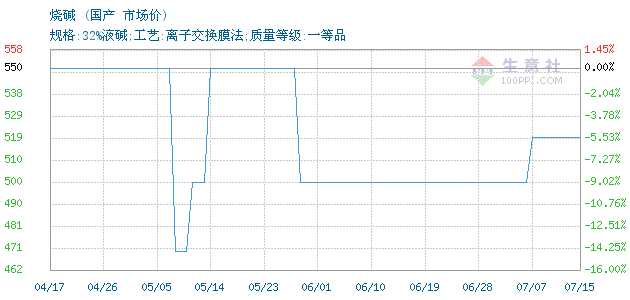 烧碱 (国产 市场价)
规格:32%液碱;工艺:离子交换膜法;质量等级:一等品
558 1.45%
550 0.00%
538 -2.04%
529 -3.78%
519 -5.53%
510 -7.27%
500 -9.02%
490 -10.76%
481 -12.51%
471 -14.25%
462 -16.00%
生意社
100PPI.COM
04/17 04/26 05/05 05/14 05/23 06/01 06/10 06/19 06/28 07/07 07/15